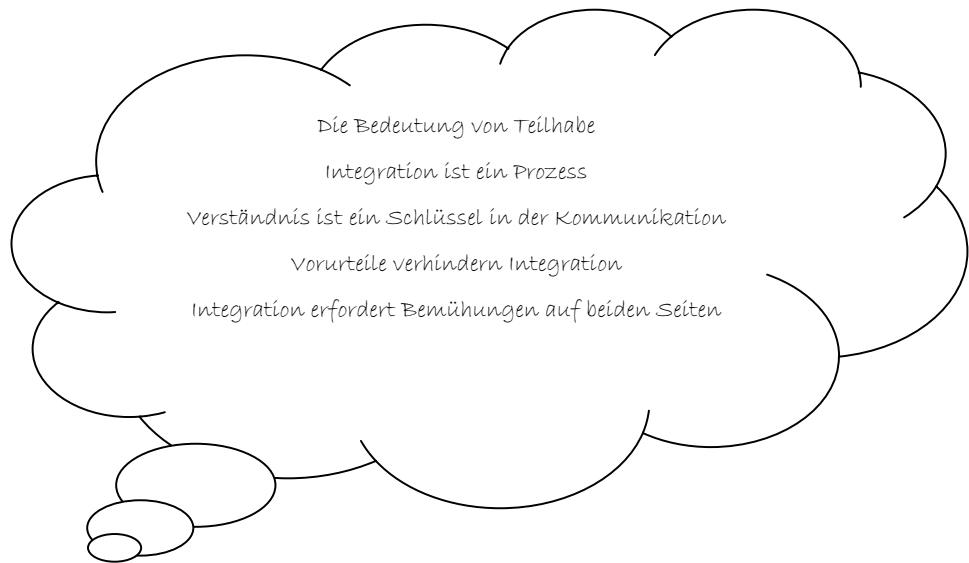 Die Bedeutung von Teilhabe
Integration ist ein Prozess
Verständnis ist ein Schlüssel in der Kommunikation
Vorurteile verhindern Integration
Integration erfordert Bemühungen auf beiden Seiten